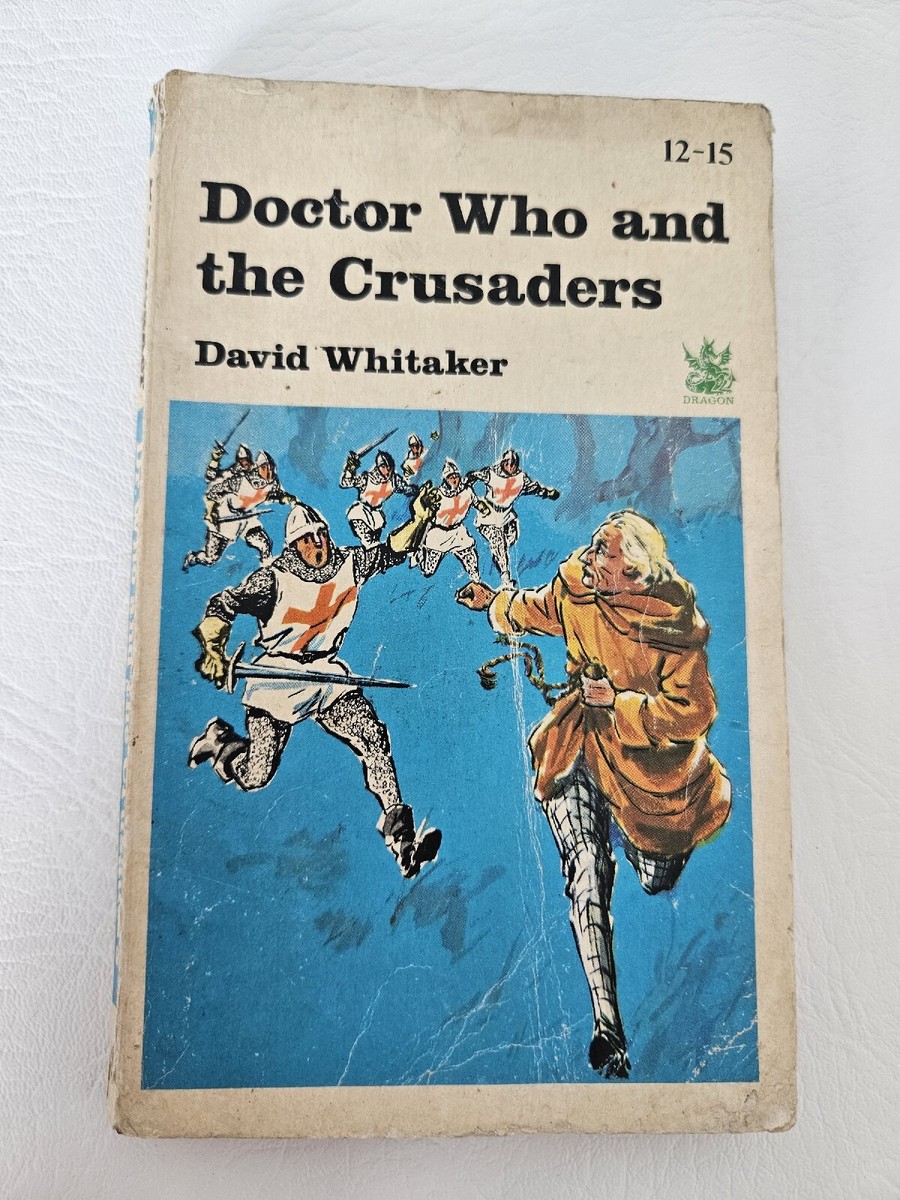 12-15
Doctor Who and
the Crusaders
David Whitaker
DRAGON